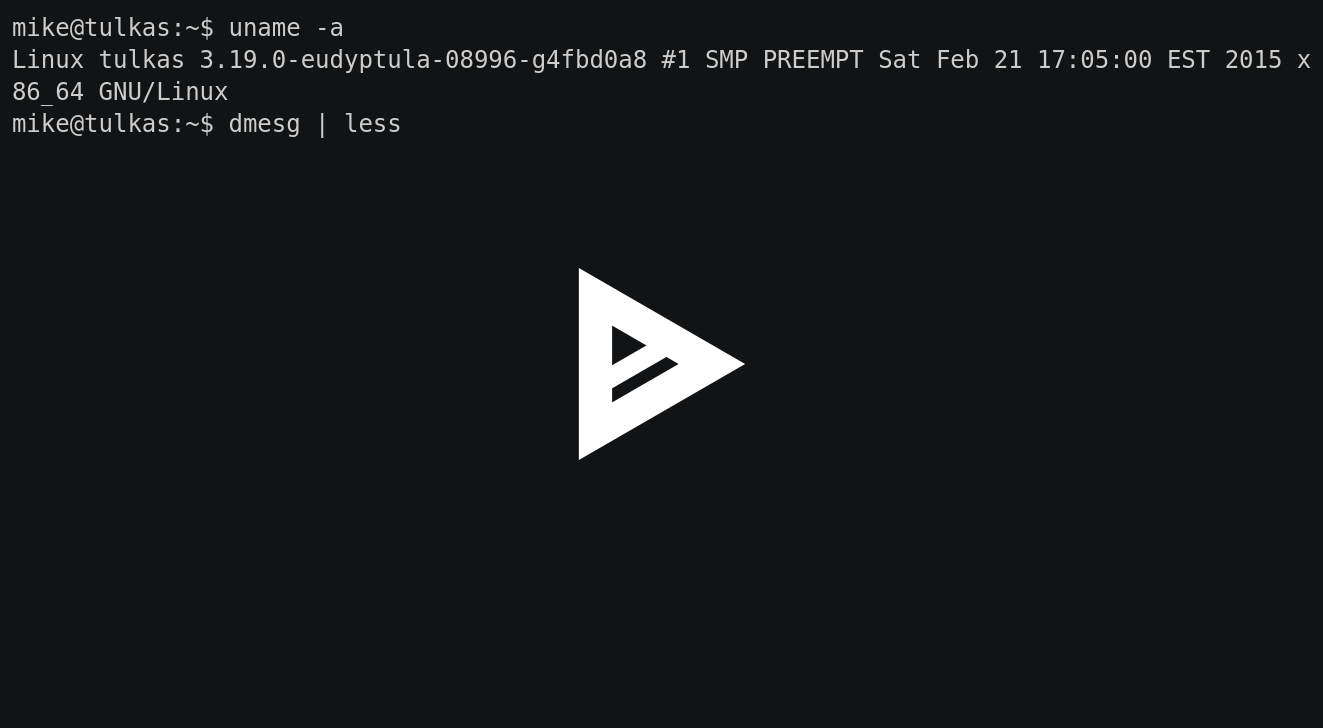 mike@tulkas:~$ uname -a
Linux tulkas 3.19.0-eudyptula-08996-g4fbd0a8 #1 SMP PREEMPT Sat Feb 21 17:05:00 EST 2015 x
86_64 GNU/Linux
mike@tulkas:~$ dmesg | less